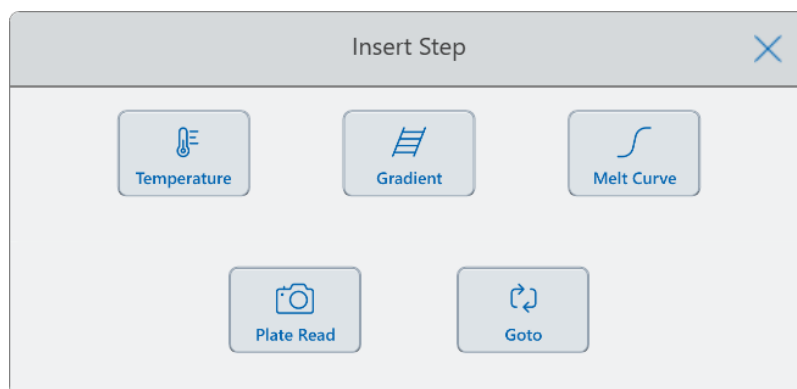 Insert Step
Temperature
Gradient
Melt Curve
Plate Read
Goto